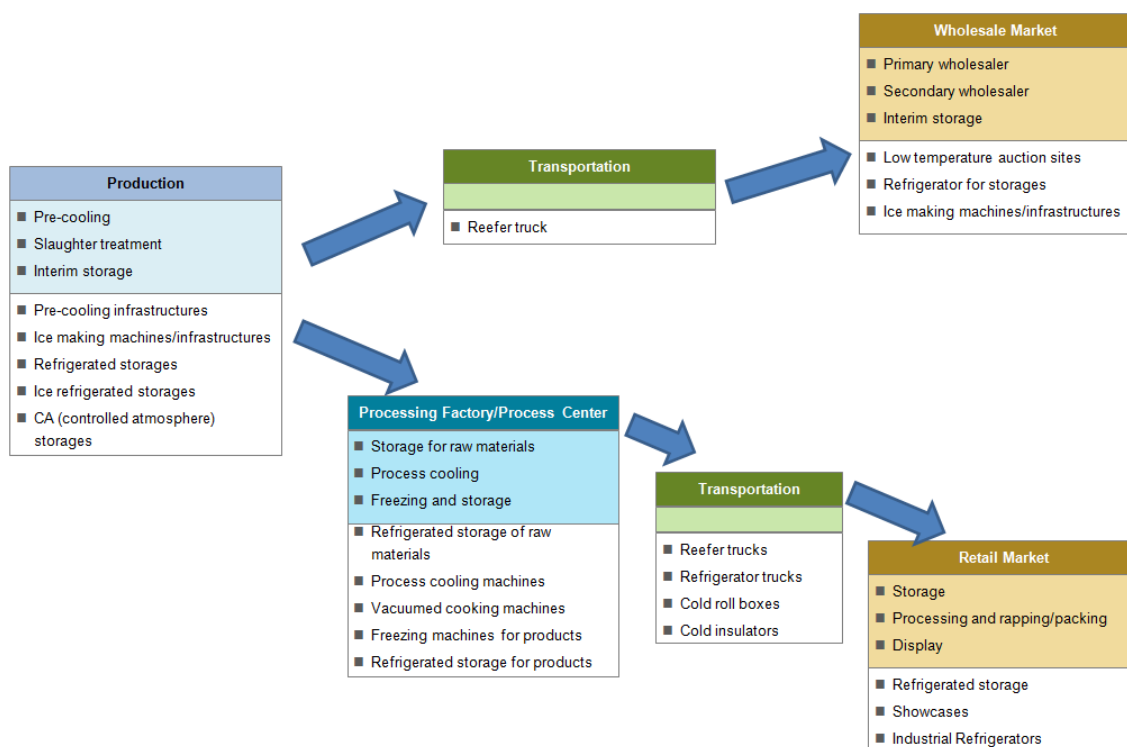 Wholesale Market
Primary wholesaler
Secondary wholesaler
Interim storage
Low temperature auction sites
Refrigerator for storages
Ice making machines/infrastructures
Transportation
Reefer truck
Production
Pre-cooling
Slaughter treatment
Interim storage
Pre-cooling infrastructures
Ice making machines/infrastructures
Refrigerated storages
Ice refrigerated storages
CA (controlled atmosphere)
storages
Processing Factory/Process Center
Storage for raw materials
Process cooling
Freezing and storage
Refrigerated storage of raw
materials
Process cooling machines
Vacuumed cooking machines
Freezing machines for products
Refrigerated storage for products
Transportation
Reefer trucks
Refrigerator trucks
Cold roll boxes
Cold insulators
Retail Market
Storage
Processing and rapping/packing
Display
Refrigerated storage
Showcases
Industrial Refrigerators